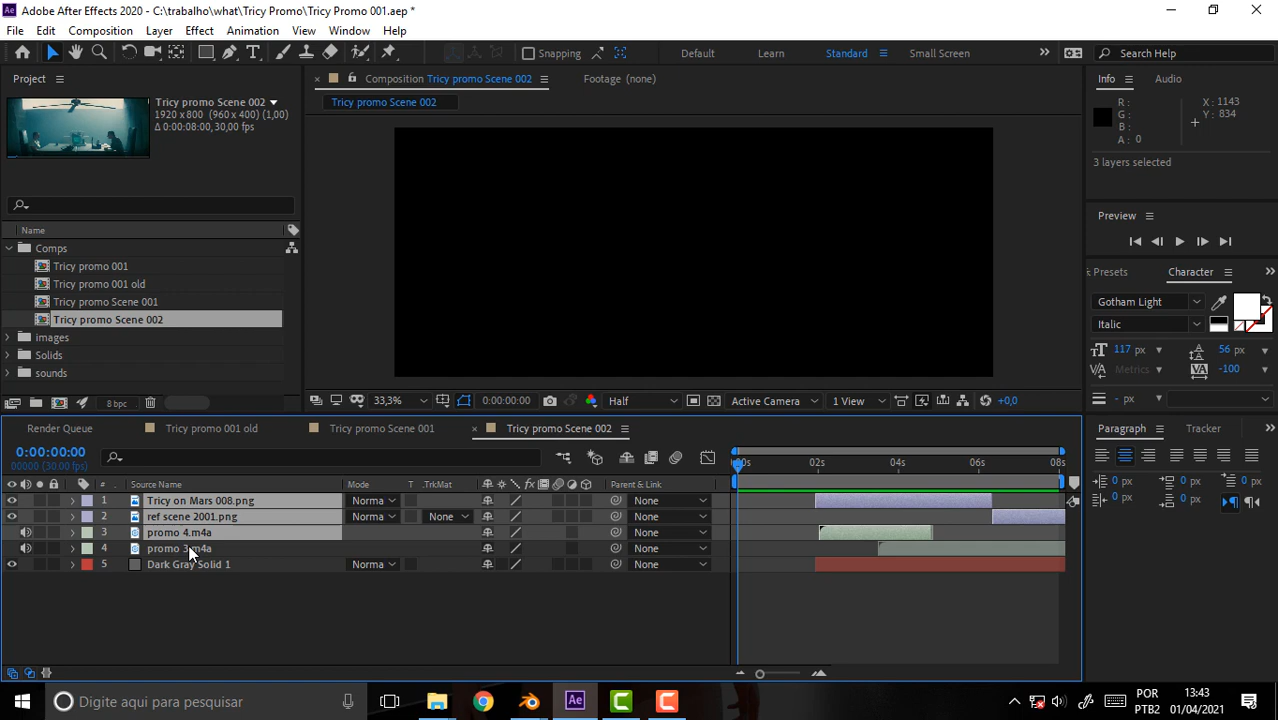 Adobe After Effects 2020 - C:\trabalho\what\Tricy Promo\Tricy Promo 001.aep *
File Edit Composition Layer Effect Animation View Window Help
Snapping Default Learn Standard Small Screen Search Help
Project
Composition Tricy promo Scene 002 Footage (none)
Info Audio
Tricy promo Scene 002
1920 x 800 (960 x 400) (1,00)
Δ 0:00:08:00, 30,00 fps
Tricy promo Scene 002
R :
G :
B :
A : 0
X : 1143
Y : 834
3 layers selected
Name
Comps
Tricy promo 001
Tricy promo 001 old
Tricy promo Scene 001
Tricy promo Scene 002
images
Solids
sounds
Preview
Presets Character
Gotham Light
Italic
117 px 56 px
Metrics -100
- px
8 bpc
33,3% 0:00:00:00 Half Active Camera 1 View +0,0
Render Queue Tricy promo 001 old Tricy promo Scene 001 Tricy promo Scene 002
Paragraph Tracker
0:00:00:00
00000 (30.00 fps)
:00s 02s 04s 06s 08s
# Source Name Mode T .TrkMat Parent & Link
1 Tricy on Mars 008.png Norma None
2 ref scene 2001.png Norma None None
3 promo 4.m4a None
4 promo 3.m4a None
5 Dark Gray Solid 1 Norma None
0 px 0 px 0 px
0 px 0 px
Digite aqui para pesquisar
POR
PTB2
13:43
01/04/2021